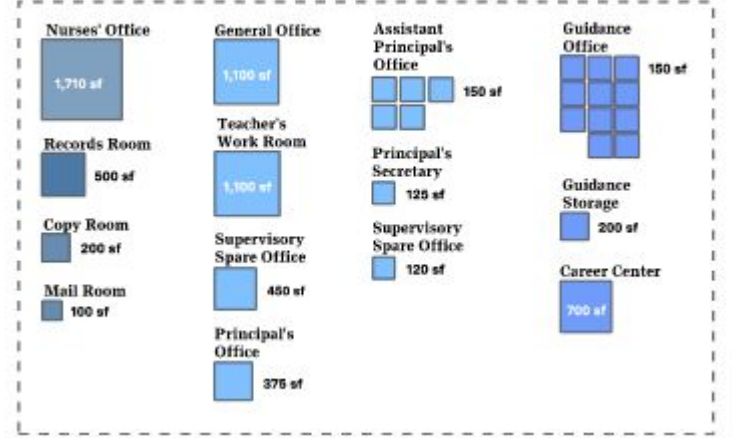 Nurses' Office
1,710 sf
Records Room
500 sf
Copy Room
200 sf
Mail Room
100 sf
General Office
1,100 sf
Teacher's
Work Room
1,100 sf
Supervisory
Spare Office
450 sf
Principal's
Office
375 sf
Assistant
Principal's
Office
150 sf
Principal's
Secretary
125 sf
Supervisory
Spare Office
120 sf
Guidance
Office
150 sf
Guidance
Storage
200 sf
Career Center
700 sf